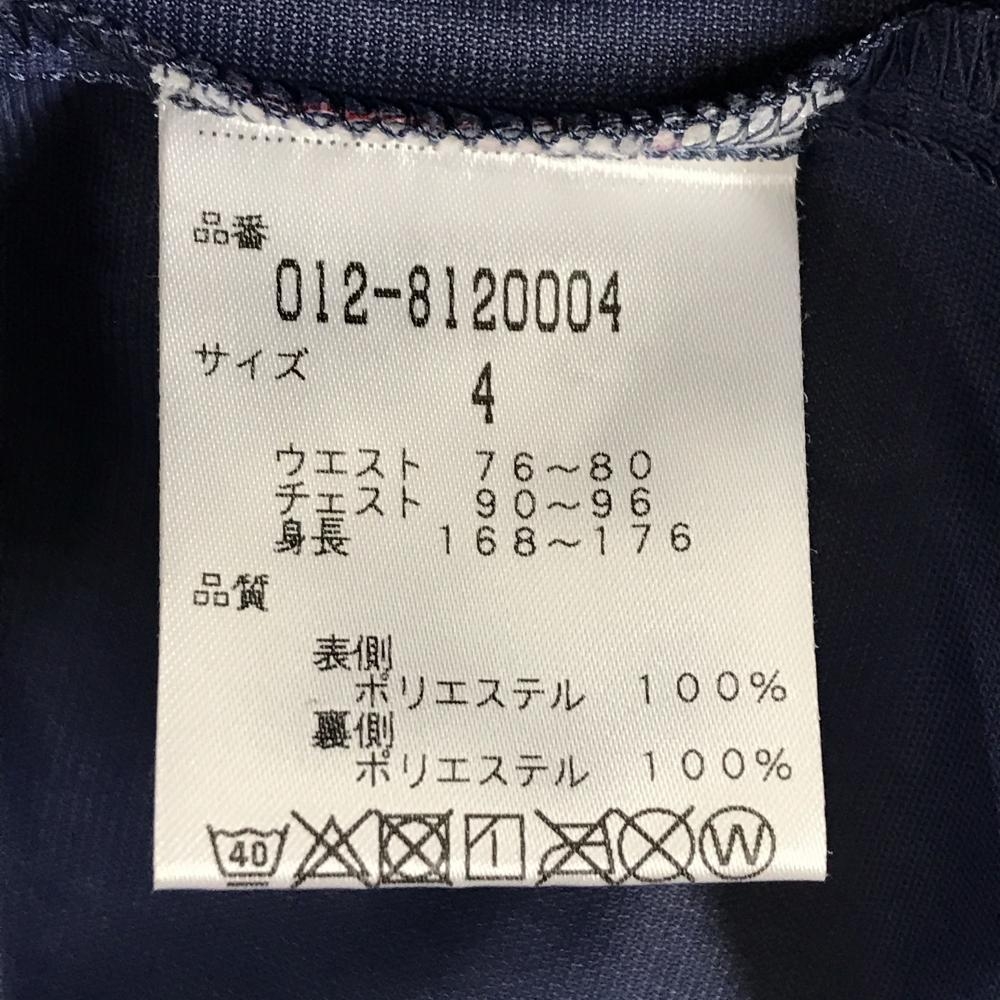 品番
012-8120004
サイズ
4
ウエスト 76～80
チェスト 90～96
身長 168～176
品質
表側
ポリエステル 100%
裏側
ポリエステル 100%
40 W